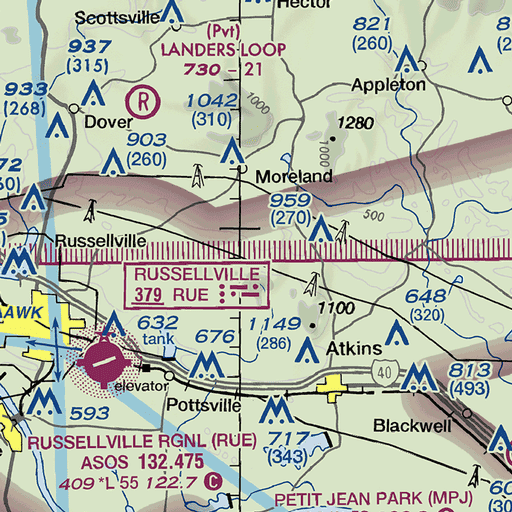 Scottsville
Hector
(Pvt)
LANDERS LOOP
730 - 21
821
(260)
937
(315)
Appleton
933
(268)
R
Dover
1042
(310)
1000
1280
903
(260)
1000
Moreland
959
(270)
500
Russellville
RUSSELLVILLE
379 RUE
1100
648
(320)
AWK
632
tank
676
1149
(286)
Atkins
40
813
(493)
elevator
593
Pottsville
717
(343)
Blackwell
RUSSELLVILLE RGNL (RUE)
ASOS 132.475
409 *L 55 122.7 C
PETIT JEAN PARK (MPJ)